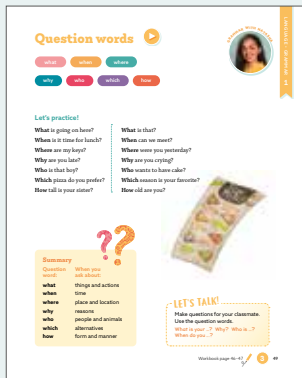 Question words
what when where
why who which how
Let's practice!
What is going on here?
When is it time for lunch?
Where are my keys?
Why are you late?
Who is that boy?
Which pizza do you prefer?
How tall is your sister?
What is that?
When can we meet?
Where were you yesterday?
Why are you crying?
Who wants to have cake?
Which season is your favorite?
How old are you?
Summary
Question word: When you ask about:
what things and actions
when time
where place and location
why reasons
who people and animals
which alternatives
how form and manner
LET'S TALK!
Make questions for your classmate.
Use the question words.
What is your ...? Why? Who is ...?
When do you ...?
Workbook page 46-47
3